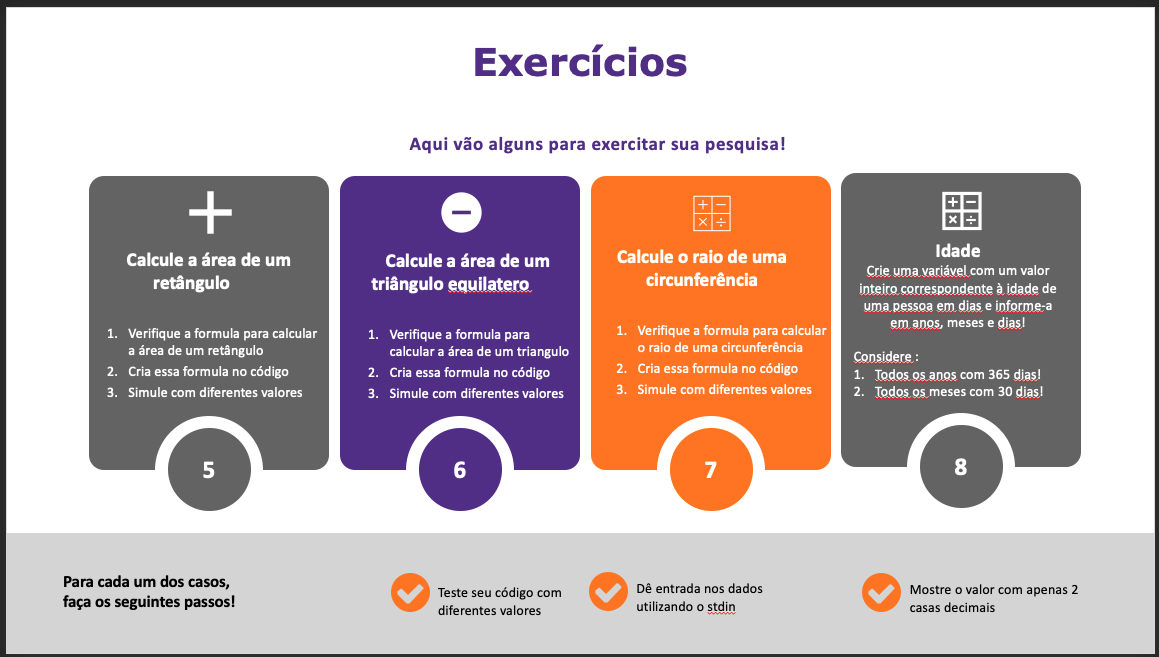 Exercícios
Aqui vão alguns para exercitar sua pesquisa!
Calcule a área de um
retângulo
1. Verifique a formula para calcular
a área de um retângulo
2. Cria essa formula no código
3. Simule com diferentes valores
5
Calcule a área de um
triângulo equilatero
1. Verifique a formula para
calcular a área de um triangulo
2. Cria essa formula no código
3. Simule com diferentes valores
6
Calcule o raio de uma
circunferência
1. Verifique a formula para calcular
o raio de uma circunferência
2. Cria essa formula no código
3. Simule com diferentes valores
7
Idade
Crie uma variável com um valor
inteiro correspondente à idade de
uma pessoa em dias e informe-a
em anos, meses e dias!
Considere :
1. Todos os anos com 365 dias!
2. Todos os meses com 30 dias!
8
Para cada um dos casos,
faça os seguintes passos!
Teste seu código com
diferentes valores
Dê entrada nos dados
utilizando o stdin
Mostre o valor com apenas 2
casas decimais